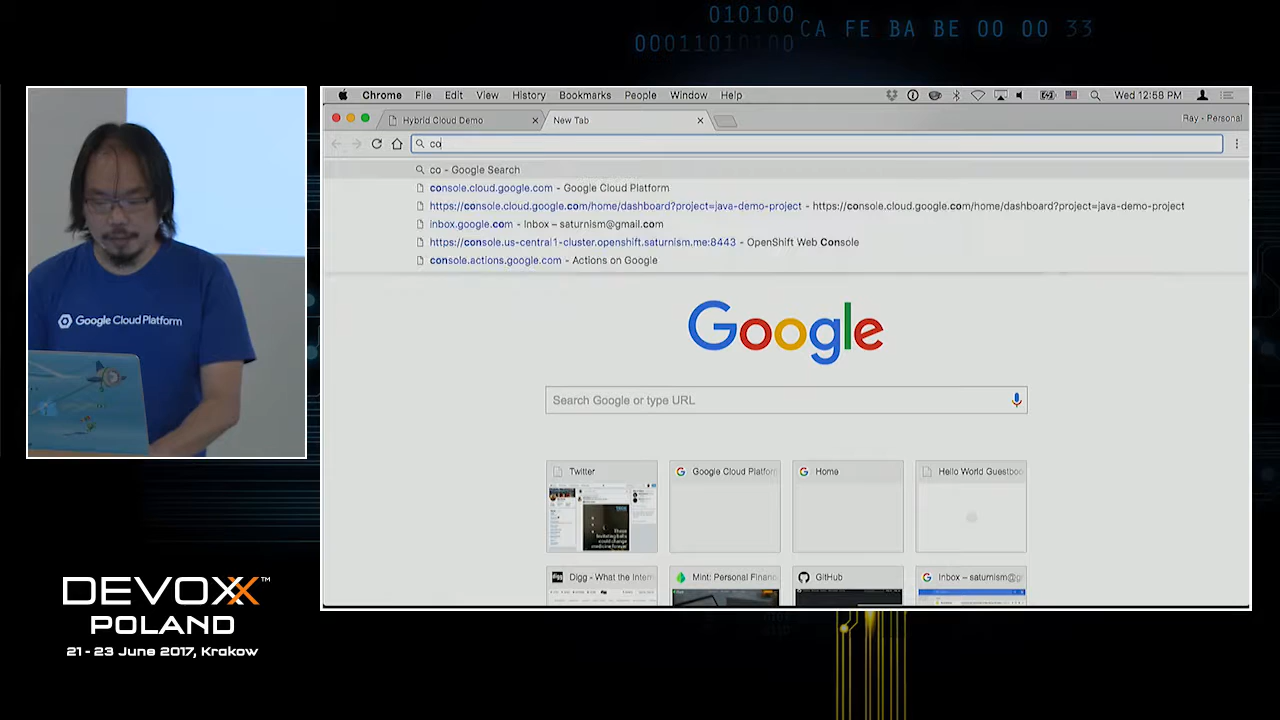 010100
000110 10100
CA FE BA BE 00 00 33
Chrome File Edit View History Bookmarks People Window Help
Wed 12:58 PM
Hybrid Cloud Demo
New Tab
Ray - Personal
co
co - Google Search
console.cloud.google.com - Google Cloud Platform
https://console.cloud.google.com/home/dashboard?project=java-demo-project - https://console.cloud.google.com/home/dashboard?project=java-demo-project
inbox.google.com - Inbox – saturnism@gmail.com
https://console.us-central1-cluster.openshift.saturnism.me:8443 - OpenShift Web Console
console.actions.google.com - Actions on Google
Google
Search Google or type URL
Twitter
Google Cloud Platform
Home
Hello World Guestboo
Digg - What the Intern
Mint: Personal Financ
GitHub
Inbox – saturnism@g
Google Cloud Platform
DEVOXX™
POLAND
21 - 23 June 2017, Krakow